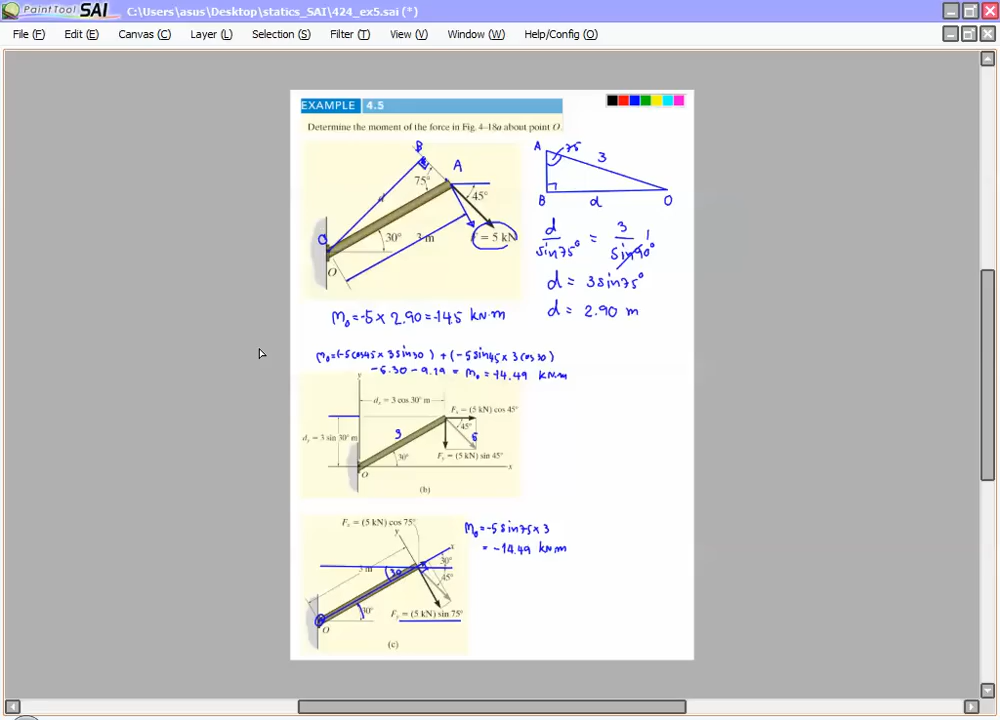 PaintTool SAI C:\Users\asus\Desktop\statics_SAI\424_ex5.sai (*)
File (F) Edit (E) Canvas (C) Layer (L) Selection (S) Filter (T) View (V) Window (W) Help/Config (O)
EXAMPLE 4.5
Determine the moment of the force in Fig. 4–18a about point O.
B
A
75°
d
45°
O
30° 3 m
F = 5 kN
O
A 75
3
B d O
d/sin75° = 3/sin90° 1
d = 3 sin75°
d = 2.90 m
Mo=-5 x 2.90=-14.5 kN.m
Mo=(-5cos45 x 3sin30) + (-5sin45 x 3cos30)
-5.30 - 9.19 = Mo = -14.49 kN.m
y
dx = 3 cos 30° m
Fx = (5 kN) cos 45°
45°
dy = 3 sin 30° m
3
5
30°
Fy = (5 kN) sin 45°
x
O
(b)
Fx = (5 kN) cos 75°
y
x
3 m
30
30°
45°
30°
Fy = (5 kN) sin 75°
O
(c)
Mo=-5sin75 x 3
= -14.49 kN.m